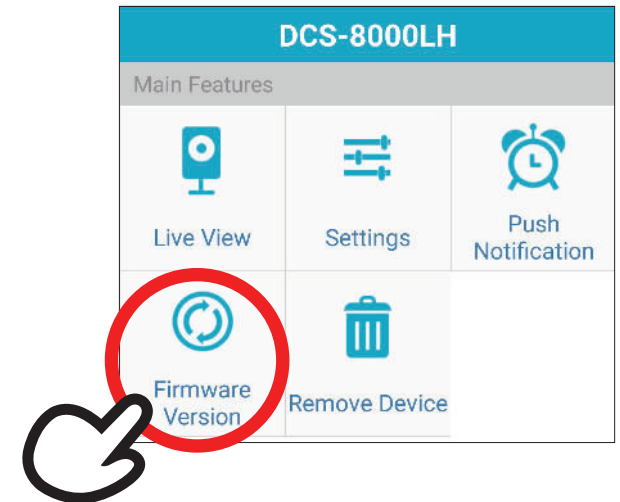 DCS-8000LH
Main Features
Live View
Settings
Push
Notification
Firmware
Version
Remove Device